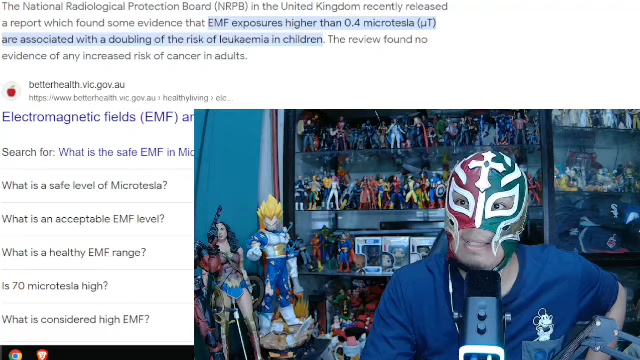 The National Radiological Protection Board (NRPB) in the United Kingdom recently released
a report which found some evidence that EMF exposures higher than 0.4 microtesla (µT)
are associated with a doubling of the risk of leukaemia in children. The review found no
evidence of any increased risk of cancer in adults.
betterhealth.vic.gov.au
https://www.betterhealth.vic.gov.au › healthyliving › elc...
Electromagnetic fields (EMF) ar
Search for: What is the safe EMF in Mic
What is a safe level of Microtesla?
What is an acceptable EMF level?
What is a healthy EMF range?
Is 70 microtesla high?
What is considered high EMF?